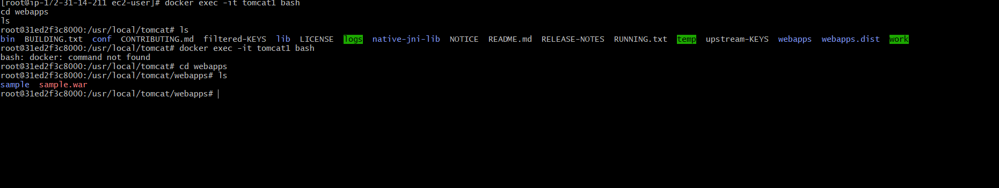 [root@ip-172-31-14-211 ec2-user]# docker exec -it tomcat1 bash
cd webapps
ls
root@31ed2f3c8000:/usr/local/tomcat# ls
bin  BUILDING.txt  conf  CONTRIBUTING.md  filtered-KEYS  lib  LICENSE  logs  native-jni-lib  NOTICE  README.md  RELEASE-NOTES  RUNNING.txt  temp  upstream-KEYS  webapps  webapps.dist  work
root@31ed2f3c8000:/usr/local/tomcat# docker exec -it tomcat1 bash
bash: docker: command not found
root@31ed2f3c8000:/usr/local/tomcat# cd webapps
root@31ed2f3c8000:/usr/local/tomcat/webapps# ls
sample  sample.war
root@31ed2f3c8000:/usr/local/tomcat/webapps#